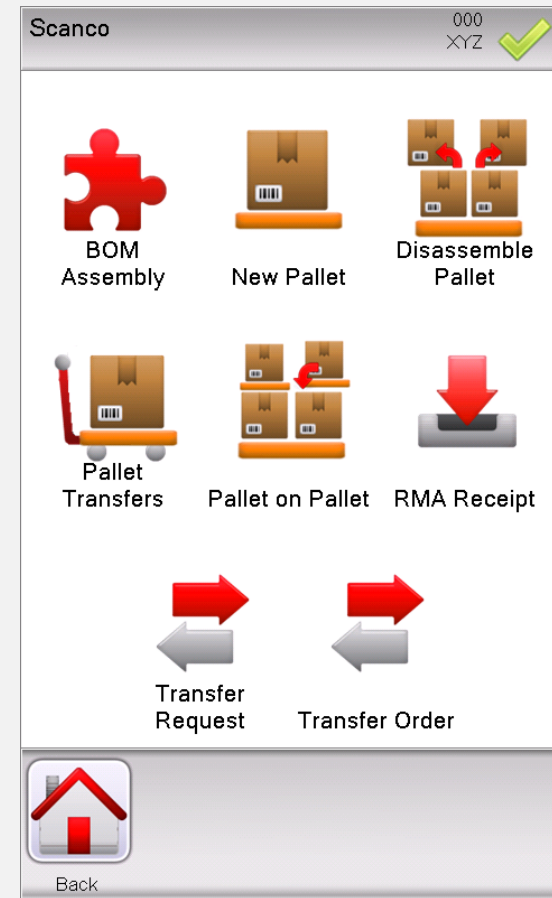 Scanco
000
XYZ
BOM
Assembly
New Pallet
Disassemble
Pallet
Pallet
Transfers
Pallet on Pallet
RMA Receipt
Transfer
Request
Transfer Order
Back